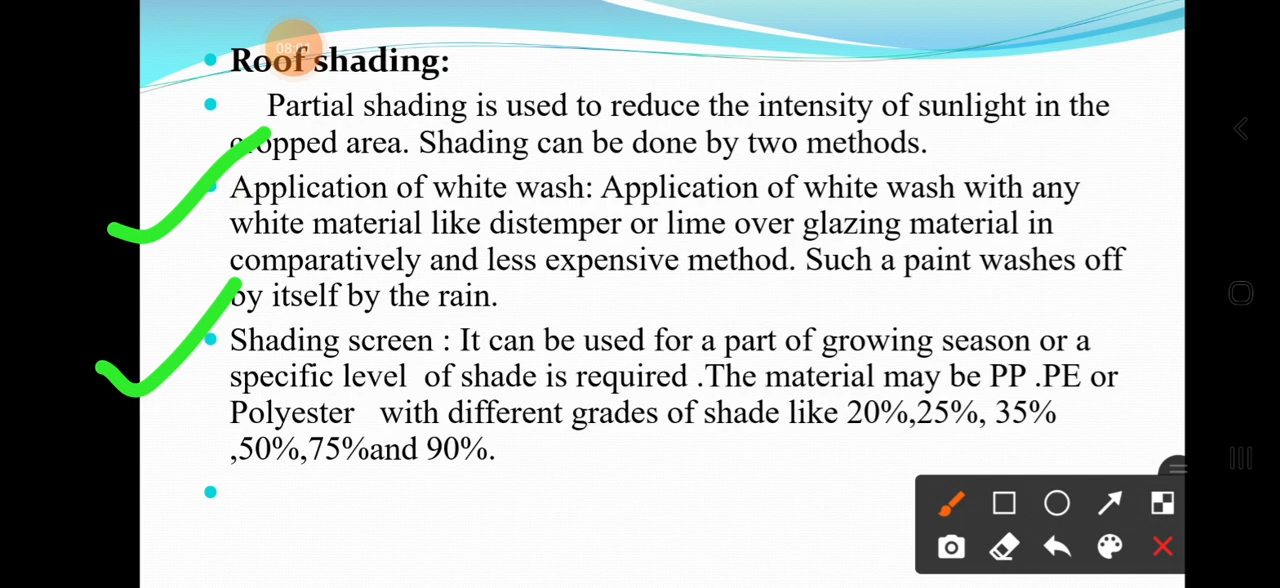 08:01
Roof shading:
Partial shading is used to reduce the intensity of sunlight in the
cropped area. Shading can be done by two methods.
Application of white wash: Application of white wash with any
white material like distemper or lime over glazing material in
comparatively and less expensive method. Such a paint washes off
by itself by the rain.
Shading screen : It can be used for a part of growing season or a
specific level of shade is required .The material may be PP .PE or
Polyester with different grades of shade like 20%,25%, 35%
,50%,75%and 90%.